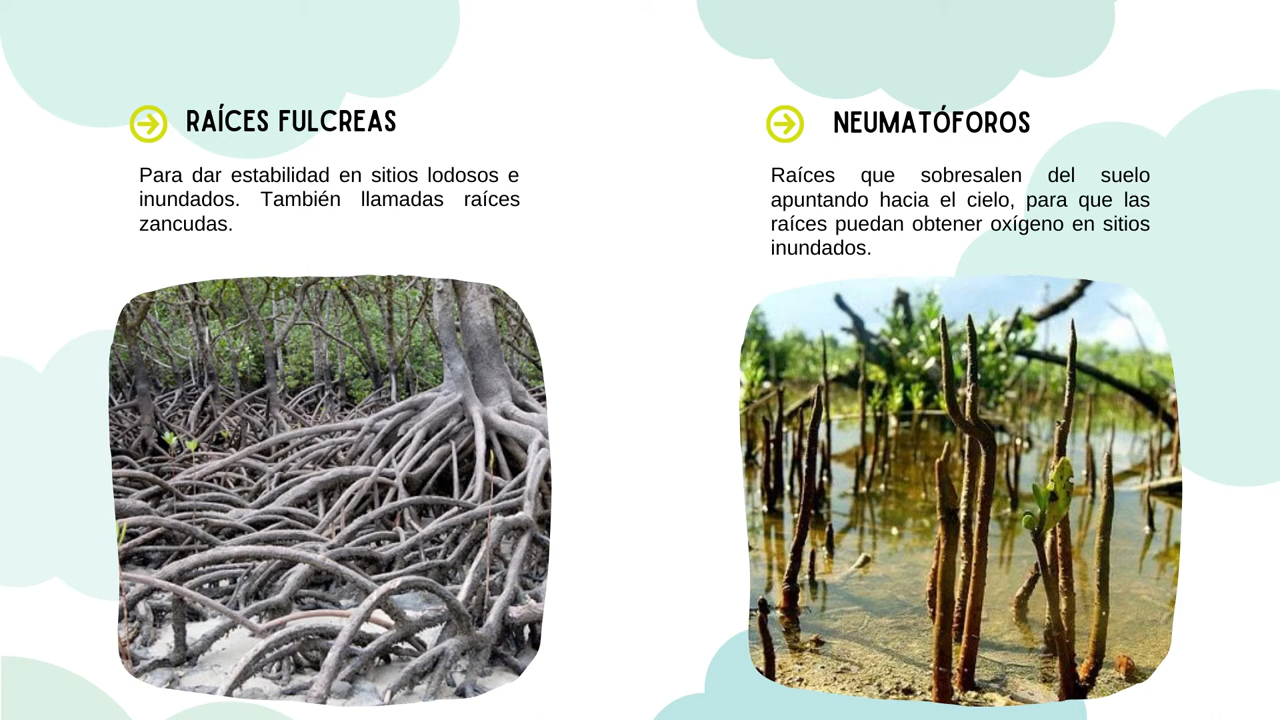 RAÍCES FULCREAS
Para dar estabilidad en sitios lodosos e
inundados. También llamadas raíces
zancudas.
NEUMATÓFOROS
Raíces que sobresalen del suelo
apuntando hacia el cielo, para que las
raíces puedan obtener oxígeno en sitios
inundados.